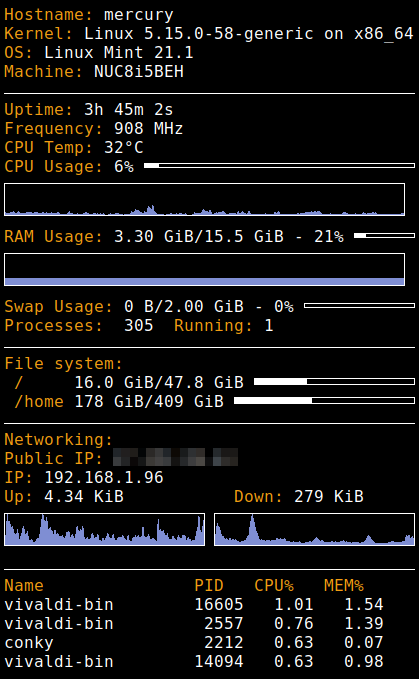 Hostname: mercury
Kernel: Linux 5.15.0-58-generic on x86_64
OS: Linux Mint 21.1
Machine: NUC8i5BEH
Uptime: 3h 45m 2s
Frequency: 908 MHz
CPU Temp: 32°C
CPU Usage: 6%
RAM Usage: 3.30 GiB/15.5 GiB - 21%
Swap Usage: 0 B/2.00 GiB - 0%
Processes: 305 Running: 1
File system:
/ 16.0 GiB/47.8 GiB
/home 178 GiB/409 GiB
Networking:
Public IP:
IP: 192.168.1.96
Up: 4.34 KiB Down: 279 KiB
Name PID CPU% MEM%
vivaldi-bin 16605 1.01 1.54
vivaldi-bin 2557 0.76 1.39
conky 2212 0.63 0.07
vivaldi-bin 14094 0.63 0.98